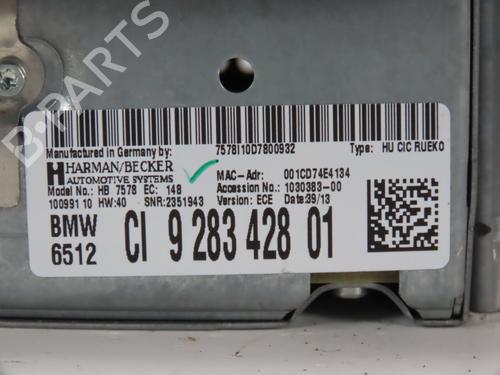 B-PARTS
Manufactured in Germany by: 7578I10D7800932 Type: HU CIC RUEKO
HARMAN/BECKER
AUTOMOTIVE SYSTEMS
MAC-Adr: 001CD74E4134
Model No.: HB 7578 EC: 148 Accession No.: 1030383-00
10099110 HW:40 SNR:2351943 Version: ECE Date:39/13
BMW
6512
CI 9 283 428 01